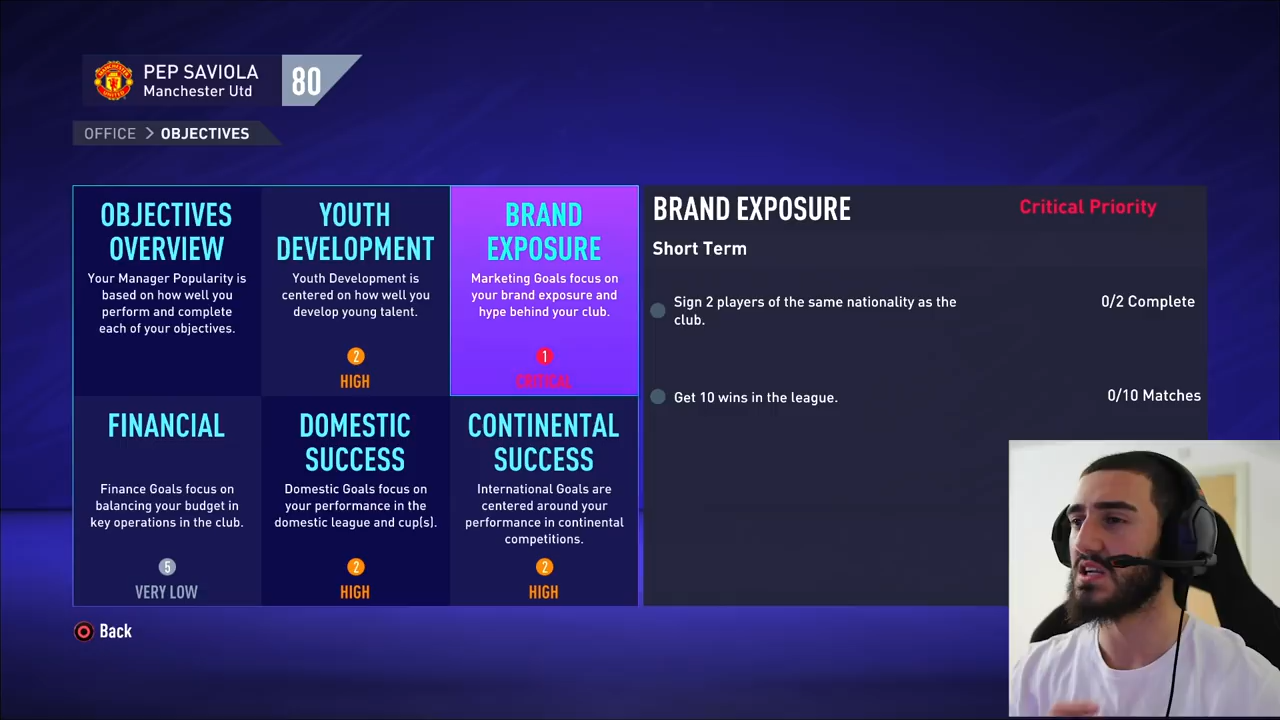 PEP SAVIOLA
Manchester Utd
80
OFFICE > OBJECTIVES
OBJECTIVES
OVERVIEW
Your Manager Popularity is
based on how well you
perform and complete
each of your objectives.
YOUTH
DEVELOPMENT
Youth Development is
centered on how well you
develop young talent.
2
HIGH
BRAND
EXPOSURE
Marketing Goals focus on
your brand exposure and
hype behind your club.
1
CRITICAL
FINANCIAL
Finance Goals focus on
balancing your budget in
key operations in the club.
5
VERY LOW
DOMESTIC
SUCCESS
Domestic Goals focus on
your performance in the
domestic league and cup(s).
2
HIGH
CONTINENTAL
SUCCESS
International Goals are
centered around your
performance in continental
competitions.
2
HIGH
BRAND EXPOSURE
Critical Priority
Short Term
Sign 2 players of the same nationality as the
club.
0/2 Complete
Get 10 wins in the league.
0/10 Matches
Back